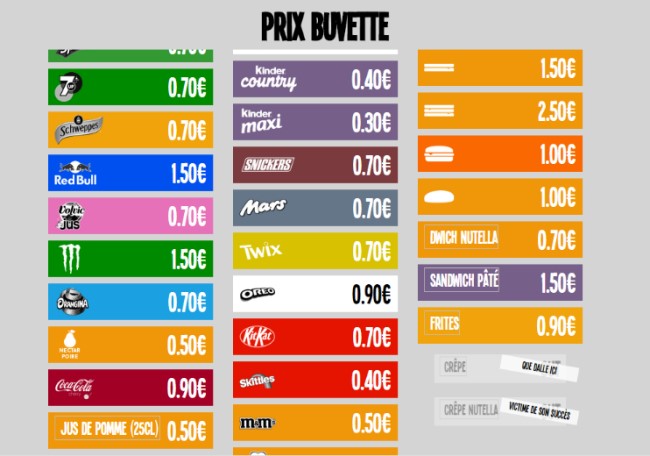 PRIX BUVETTE
0.70€
7
0.70€
Schweppes
0.70€
Red Bull
1.50€
Volvic
JUS
0.70€
1.50€
ORANGINA
0.70€
NECTAR
POIRE
0.50€
Coca-Cola
0.90€
JUS DE POMME (25CL)
0.50€
Kinder
country
0.40€
Kinder
maxi
0.30€
SNICKERS
0.70€
Mars
0.70€
Twix
0.70€
OREO
0.90€
KitKat
0.70€
Skittles
0.40€
m&m's
0.50€
1.50€
2.50€
1.00€
1.00€
DWICH NUTELLA
0.70€
SANDWICH PÂTÉ
1.50€
FRITES
0.90€
CRÊPE
QUE DALLE ICI
CRÊPE NUTELLA
VICTIME DE SON SUCCÈS